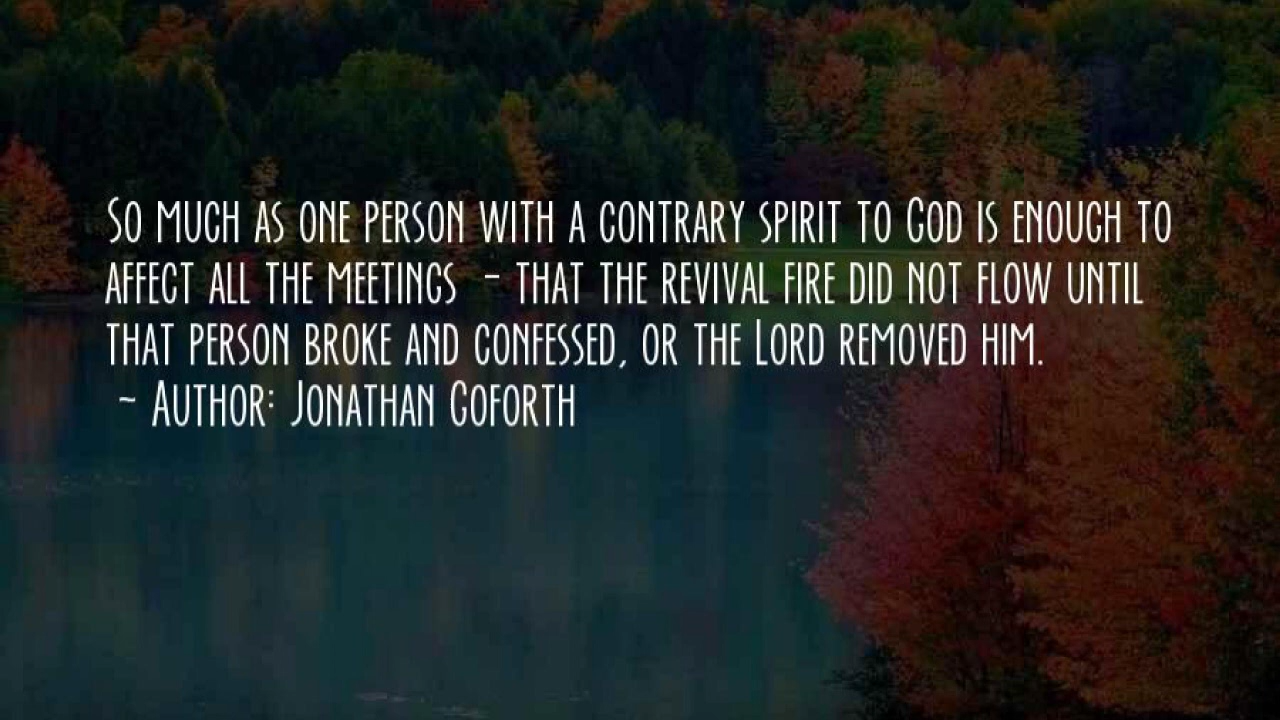 So much as one person with a contrary spirit to God is enough to
affect all the meetings - that the revival fire did not flow until
that person broke and confessed, or the Lord removed him.
~ Author: Jonathan Goforth